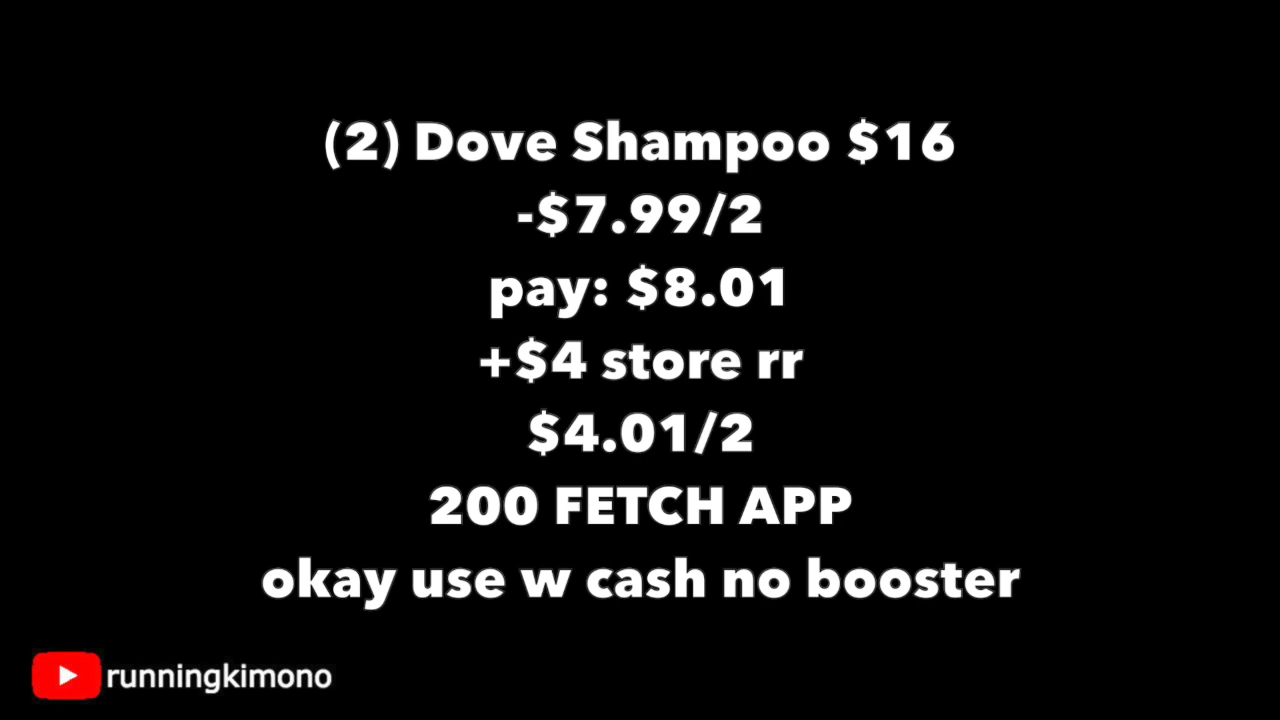 (2) Dove Shampoo $16
-$7.99/2
pay: $8.01
+$4 store rr
$4.01/2
200 FETCH APP
okay use w cash no booster
runningkimono